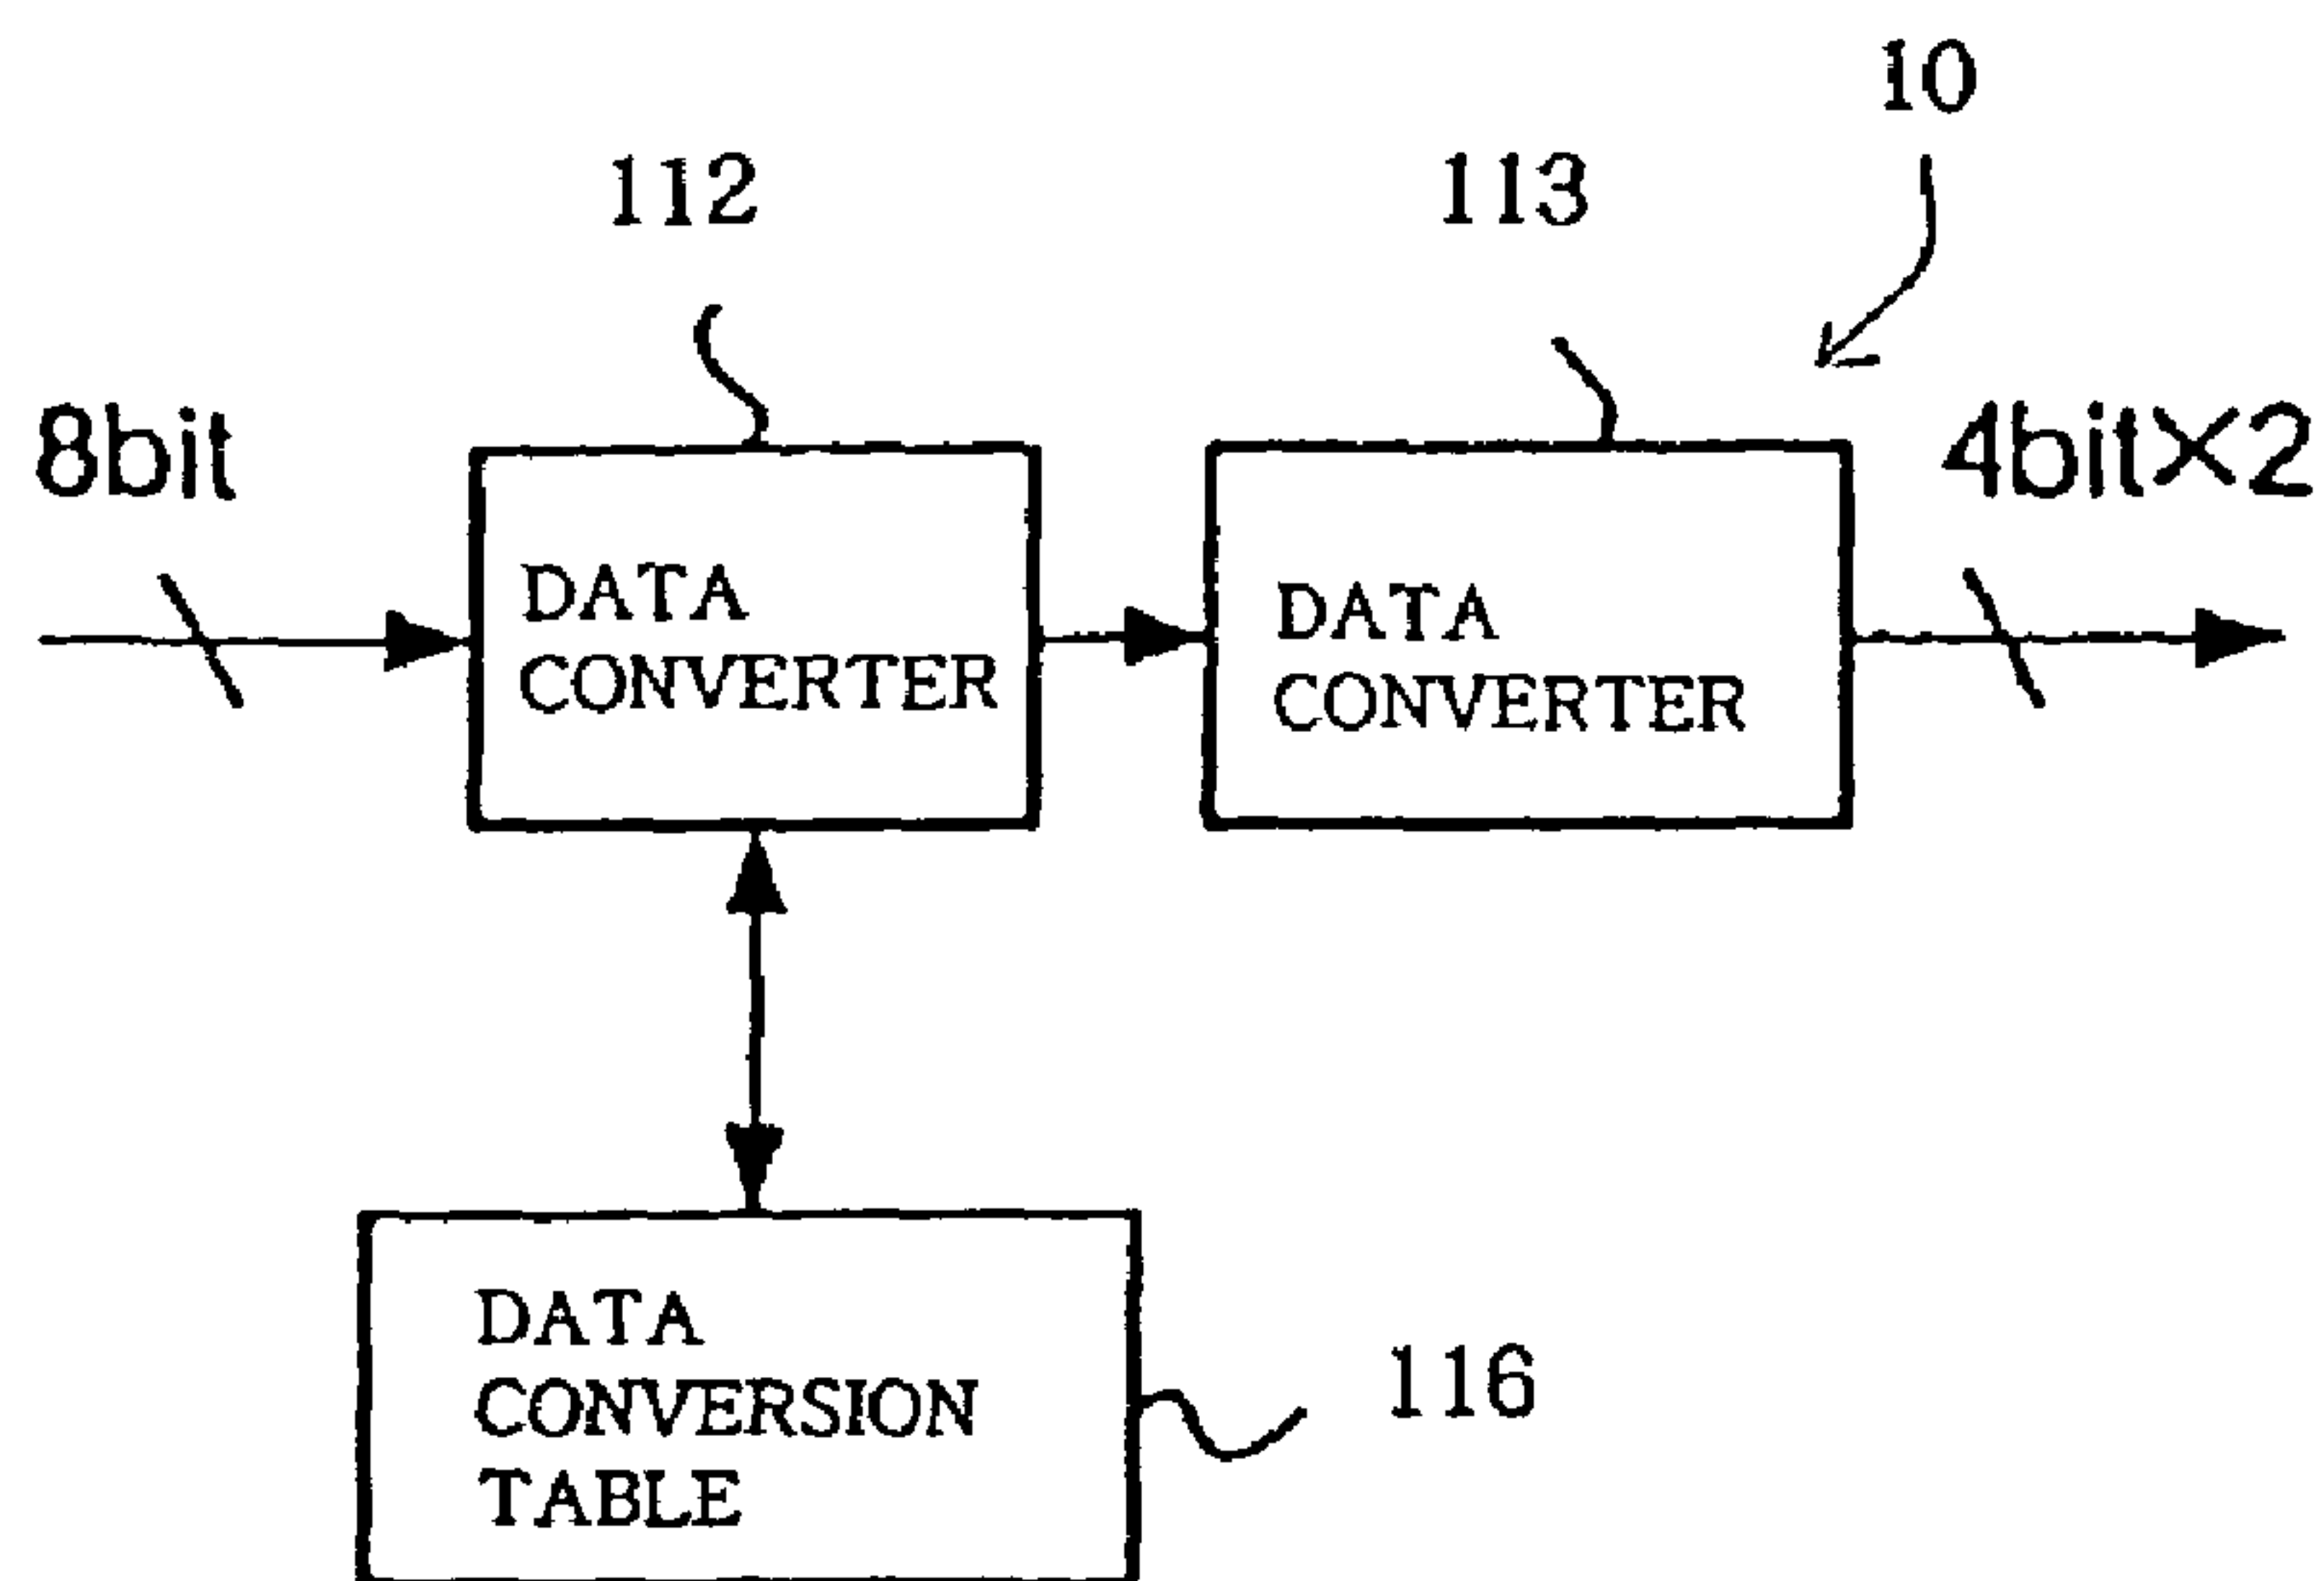 10
112
113
8bit
4bit×2
DATA
CONVERTER
DATA
CONVERTER
DATA
CONVERSION
TABLE
116